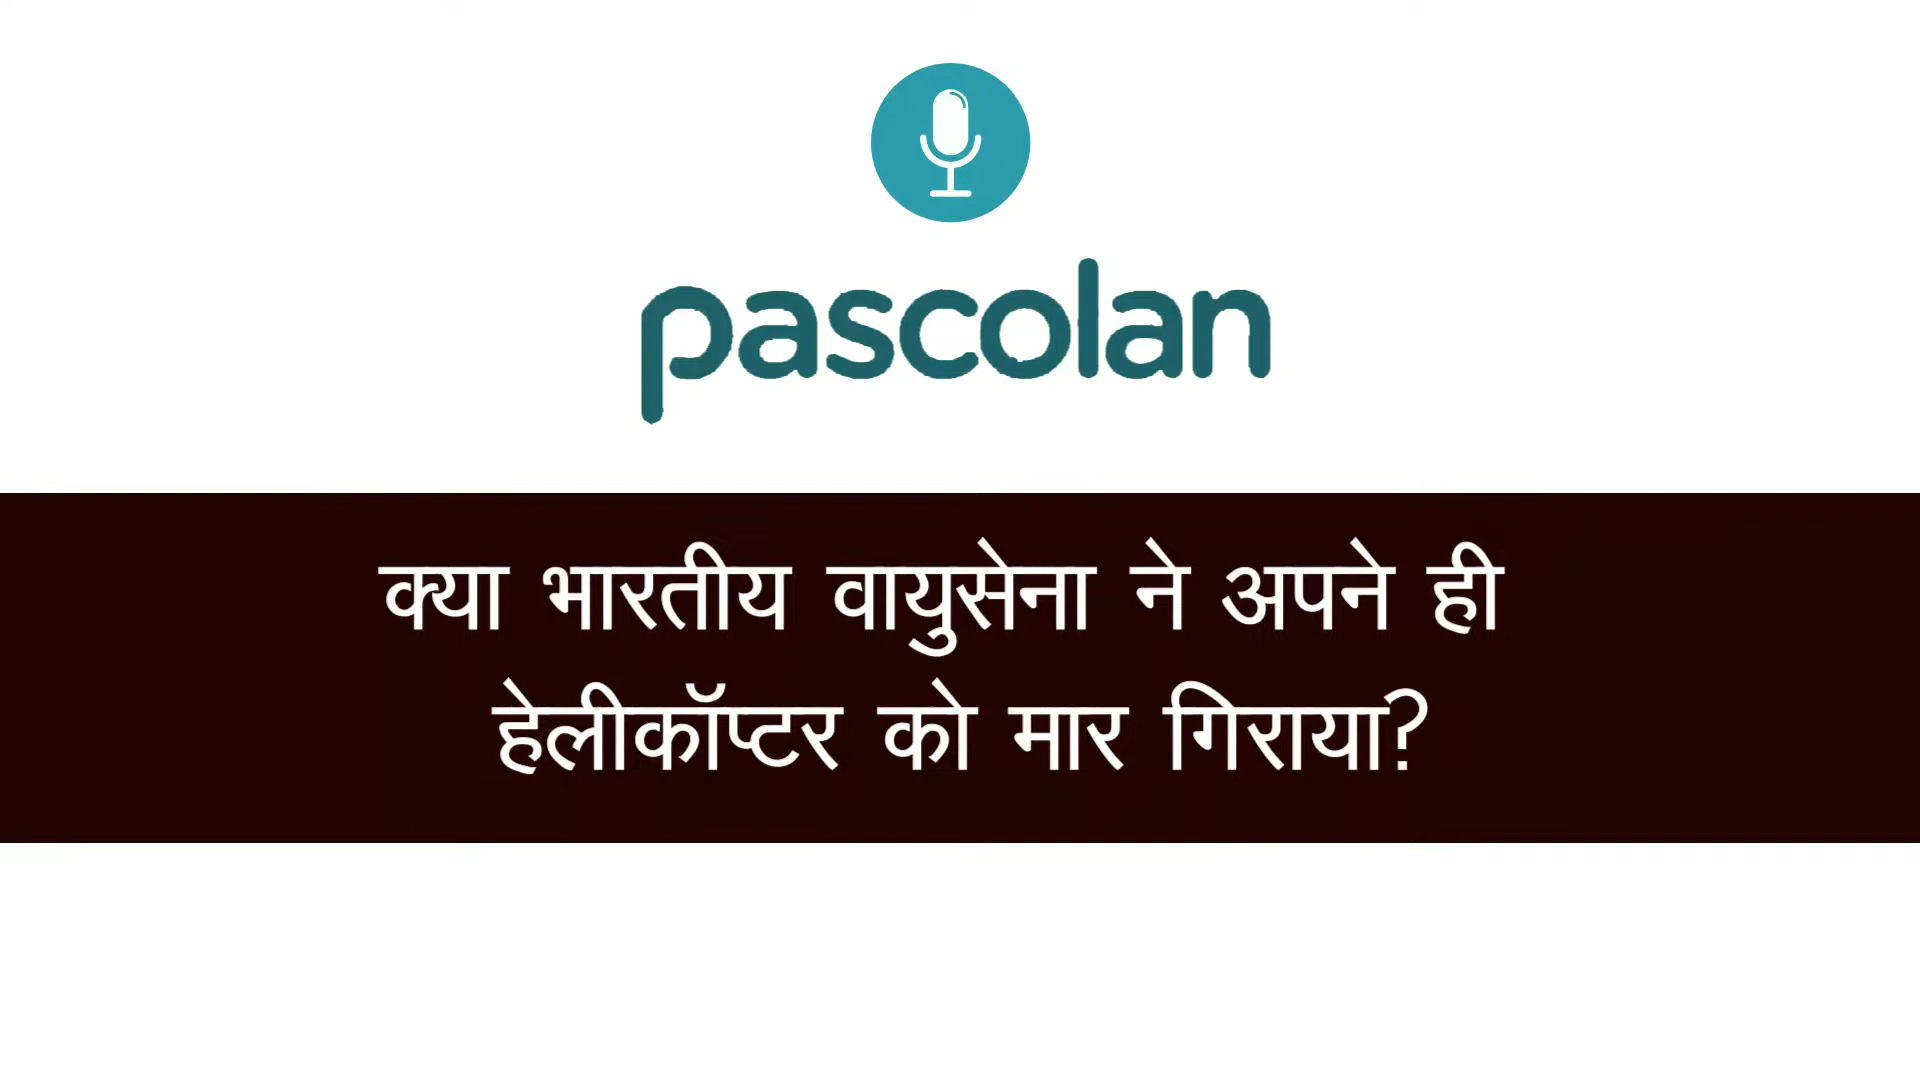 pascolan
क्या भारतीय वायुसेना ने अपने ही
हेलीकॉप्टर को मार गिराया?